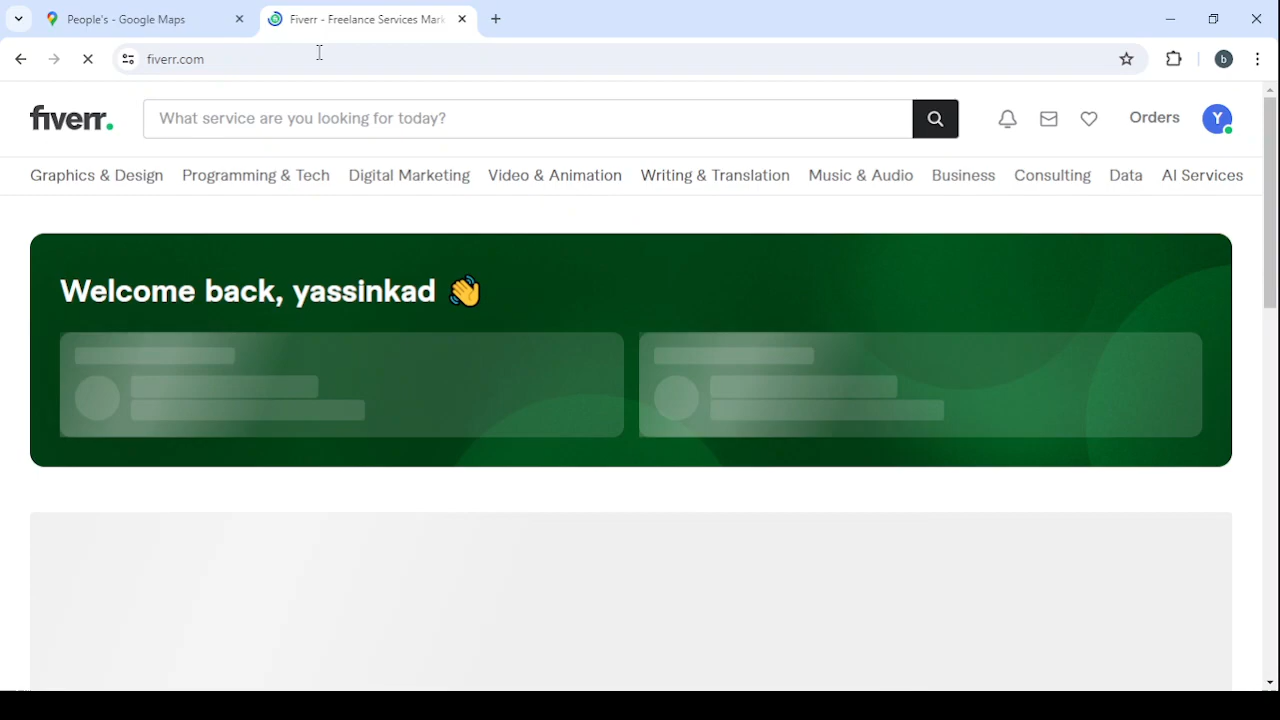 People's - Google Maps
Fiverr - Freelance Services Mark
fiverr.com
b
fiverr.
What service are you looking for today?
Orders
Y
Graphics & Design
Programming & Tech
Digital Marketing
Video & Animation
Writing & Translation
Music & Audio
Business
Consulting
Data
AI Services
Welcome back, yassinkad